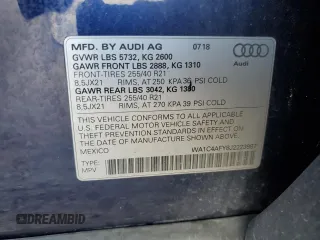 MFD. BY AUDI AG 07/18 Audi
GVWR LBS 5732, KG 2600
GAWR FRONT LBS 2888, KG 1310
FRONT-TIRES 255/40 R21
8,5JX21 RIMS, AT 250 KPA 36 PSI COLD
GAWR REAR LBS 3042, KG 1380
REAR-TIRES 255/40 R21
8,5JX21 RIMS, AT 270 KPA 39 PSI COLD
THIS VEHICLE CONFORMS TO ALL APPLICABLE
U.S. FEDERAL MOTOR VEHICLE SAFETY
STANDARDS IN EFFECT ON THE DATE OF
MANUFACTURE SHOWN ABOVE.
MEXICO
TYPE:
MPV
DREAMBID